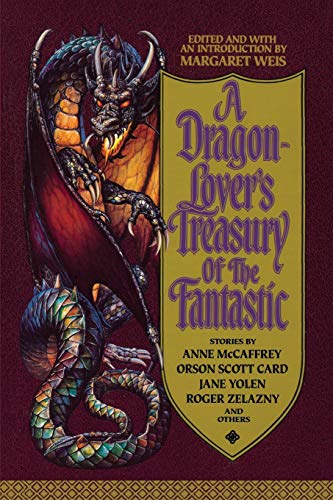 EDITED AND WITH
AN INTRODUCTION BY
MARGARET WEIS
A
Dragon-
Lover's
Treasury
Of The
Fantastic
STORIES BY
ANNE McCAFFREY
ORSON SCOTT CARD
JANE YOLEN
ROGER ZELAZNY
AND
OTHERS